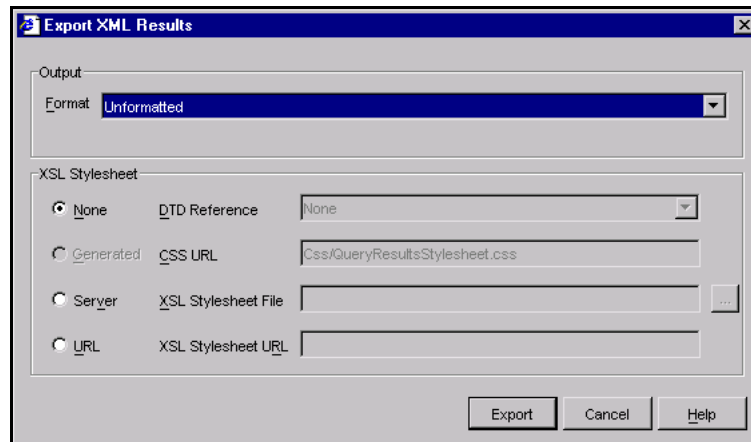 Export XML Results
Output
Format Unformatted
XSL Stylesheet
None DTD Reference None
Generated CSS URL Css/QueryResultsStylesheet.css
Server XSL Stylesheet File ...
URL XSL Stylesheet URL
Export Cancel Help